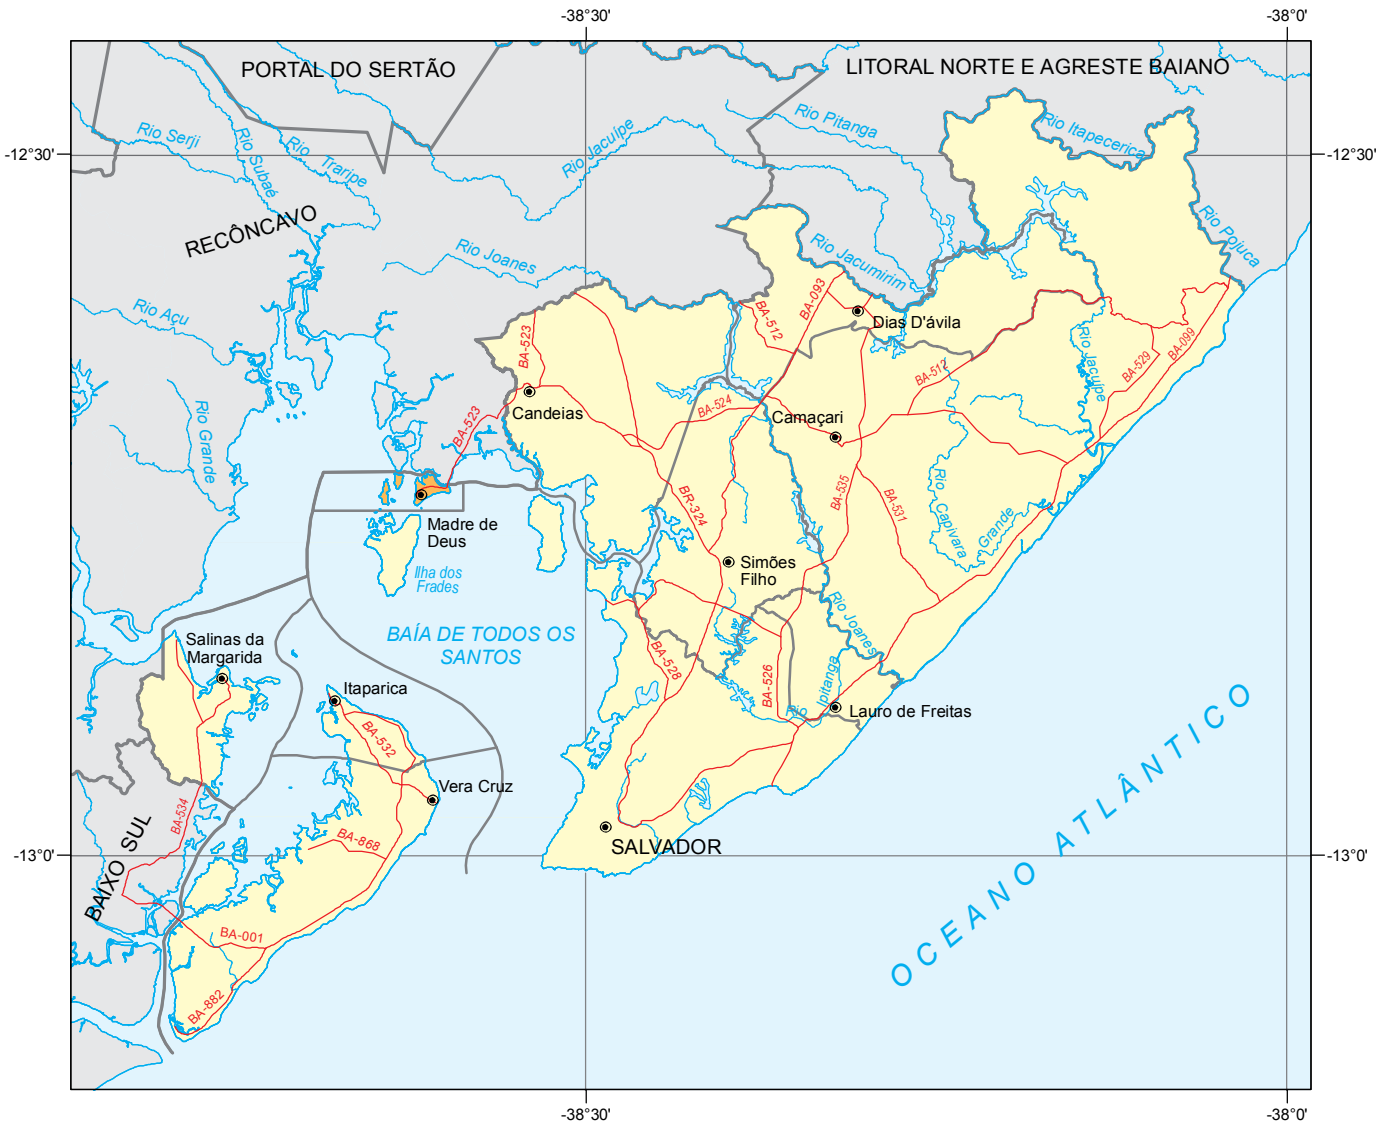 -38°30'
-38°0'
PORTAL DO SERTÃO
LITORAL NORTE E AGRESTE BAIANO
Rio Serji
Rio Subaé
Rio Traripe
Rio Jacuípe
Rio Pitanga
Rio Itapecerica
-12°30'
-12°30'
RECÔNCAVO
Rio Joanes
Rio Jacumirim
Rio Pojuca
Rio Açu
BA-523
BA-512
BA-093
Dias D'ávila
Rio Jacuípe
BA-529
BA-099
BA-512
Rio Grande
BA-523
Candeias
BA-524
Camaçari
BR-324
BA-535
BA-531
Rio Capivara
Grande
Madre de
Deus
Ilha dos
Frades
Simões
Filho
Rio Joanes
BAÍA DE TODOS OS
SANTOS
Salinas da
Margarida
Itaparica
BA-528
BA-526
Rio
Ipitanga
Lauro de Freitas
BA-532
Vera Cruz
BA-534
BA-868
SALVADOR
OCEANO ATLÂNTICO
-13°0'
-13°0'
BAIXO SUL
BA-001
BA-882
-38°30'
-38°0'